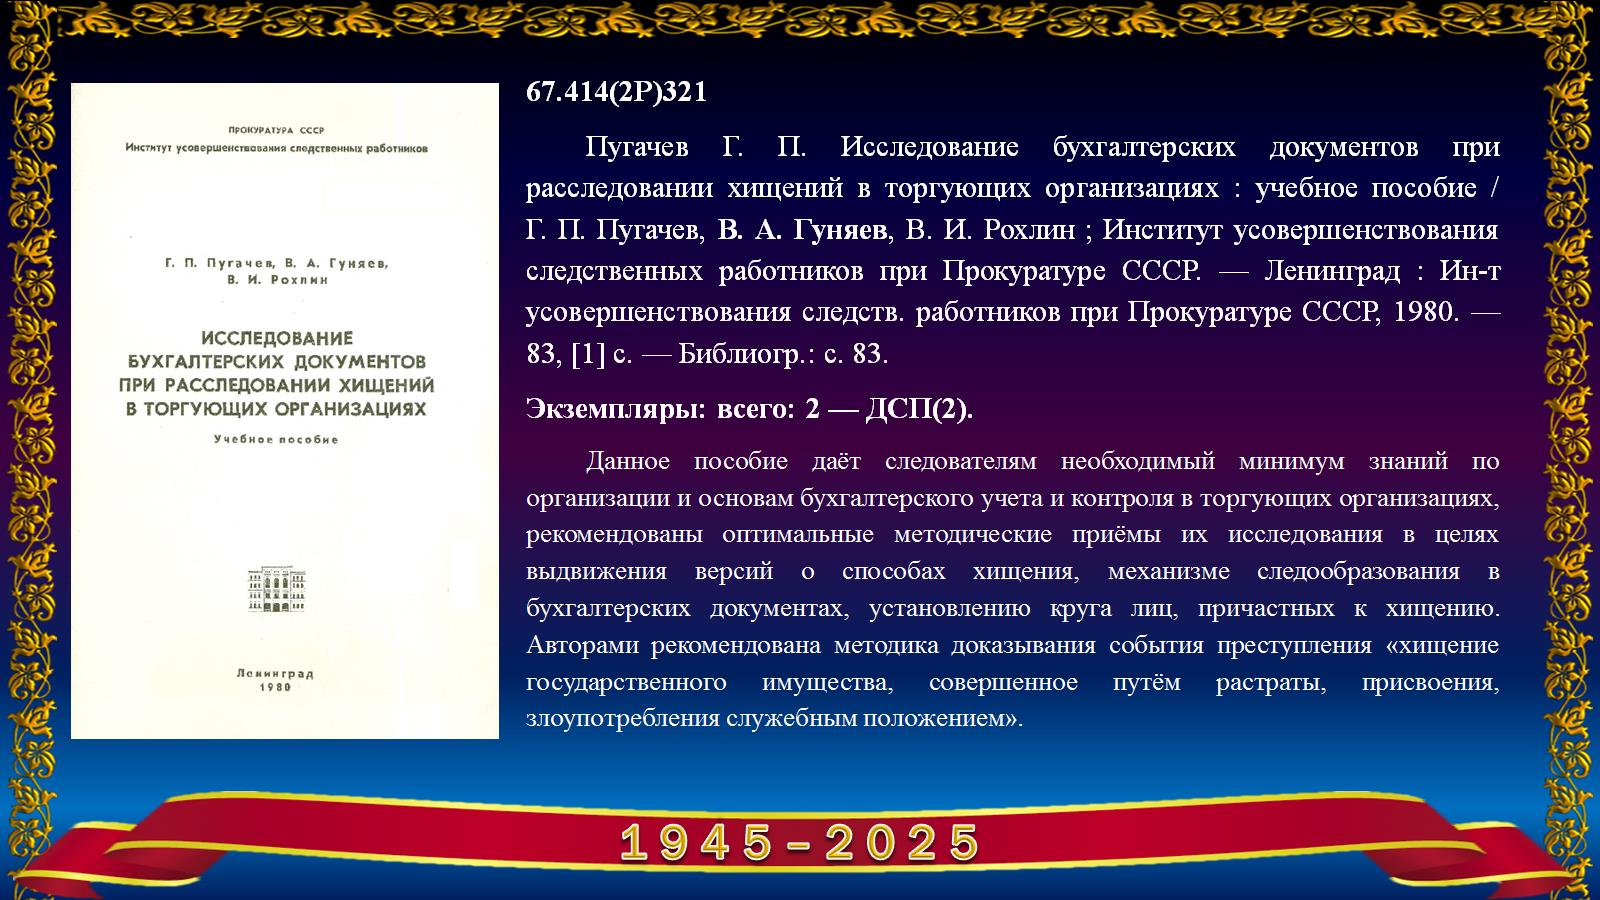 ПРОКУРАТУРА СССР
Институт усовершенствования следственных работников
Г. П. Пугачев, В. А. Гуняев,
В. И. Рохлин
ИССЛЕДОВАНИЕ
БУХГАЛТЕРСКИХ ДОКУМЕНТОВ
ПРИ РАССЛЕДОВАНИИ ХИЩЕНИЙ
В ТОРГУЮЩИХ ОРГАНИЗАЦИЯХ
Учебное пособие
Ленинград
1980
67.414(2Р)321
Пугачев Г. П. Исследование бухгалтерских документов при
расследовании хищений в торгующих организациях : учебное пособие /
Г. П. Пугачев, В. А. Гуняев, В. И. Рохлин ; Институт усовершенствования
следственных работников при Прокуратуре СССР. — Ленинград : Ин-т
усовершенствования следств. работников при Прокуратуре СССР, 1980. —
83, [1] с. — Библиогр.: с. 83.
Экземпляры: всего: 2 — ДСП(2).
Данное пособие даёт следователям необходимый минимум знаний по
организации и основам бухгалтерского учета и контроля в торгующих организациях,
рекомендованы оптимальные методические приёмы их исследования в целях
выдвижения версий о способах хищения, механизме следообразования в
бухгалтерских документах, установлению круга лиц, причастных к хищению.
Авторами рекомендована методика доказывания события преступления «хищение
государственного имущества, совершенное путём растраты, присвоения,
злоупотребления служебным положением».
1945–2025